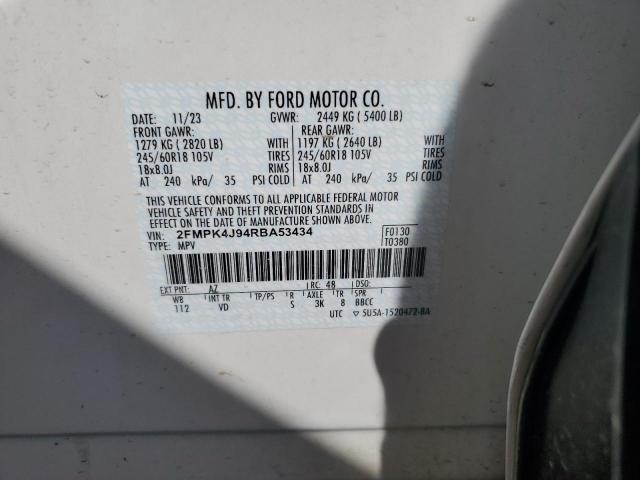 MFD. BY FORD MOTOR CO.
DATE: 11/23 GVWR: 2449 KG ( 5400 LB)
FRONT GAWR: REAR GAWR:
1279 KG ( 2820 LB) WITH 1197 KG ( 2640 LB) WITH
245/60R18 105V TIRES 245/60R18 105V TIRES
18x8.0J RIMS 18x8.0J RIMS
AT 240 kPa/ 35 PSI COLD AT 240 kPa/ 35 PSI COLD
THIS VEHICLE CONFORMS TO ALL APPLICABLE FEDERAL MOTOR
VEHICLE SAFETY AND THEFT PREVENTION STANDARDS IN
EFFECT ON THE DATE OF MANUFACTURE SHOWN ABOVE.
VIN: 2FMPK4J94RBA53434 F0130
TYPE: MPV T0380
EXT PNT: AZ RC: 48 DSO:
WB INT TR TP/PS R AXLE TR SPR
112 VD S 3K 8 BBCC
UTC ▽ 5U5A-1520472-BA